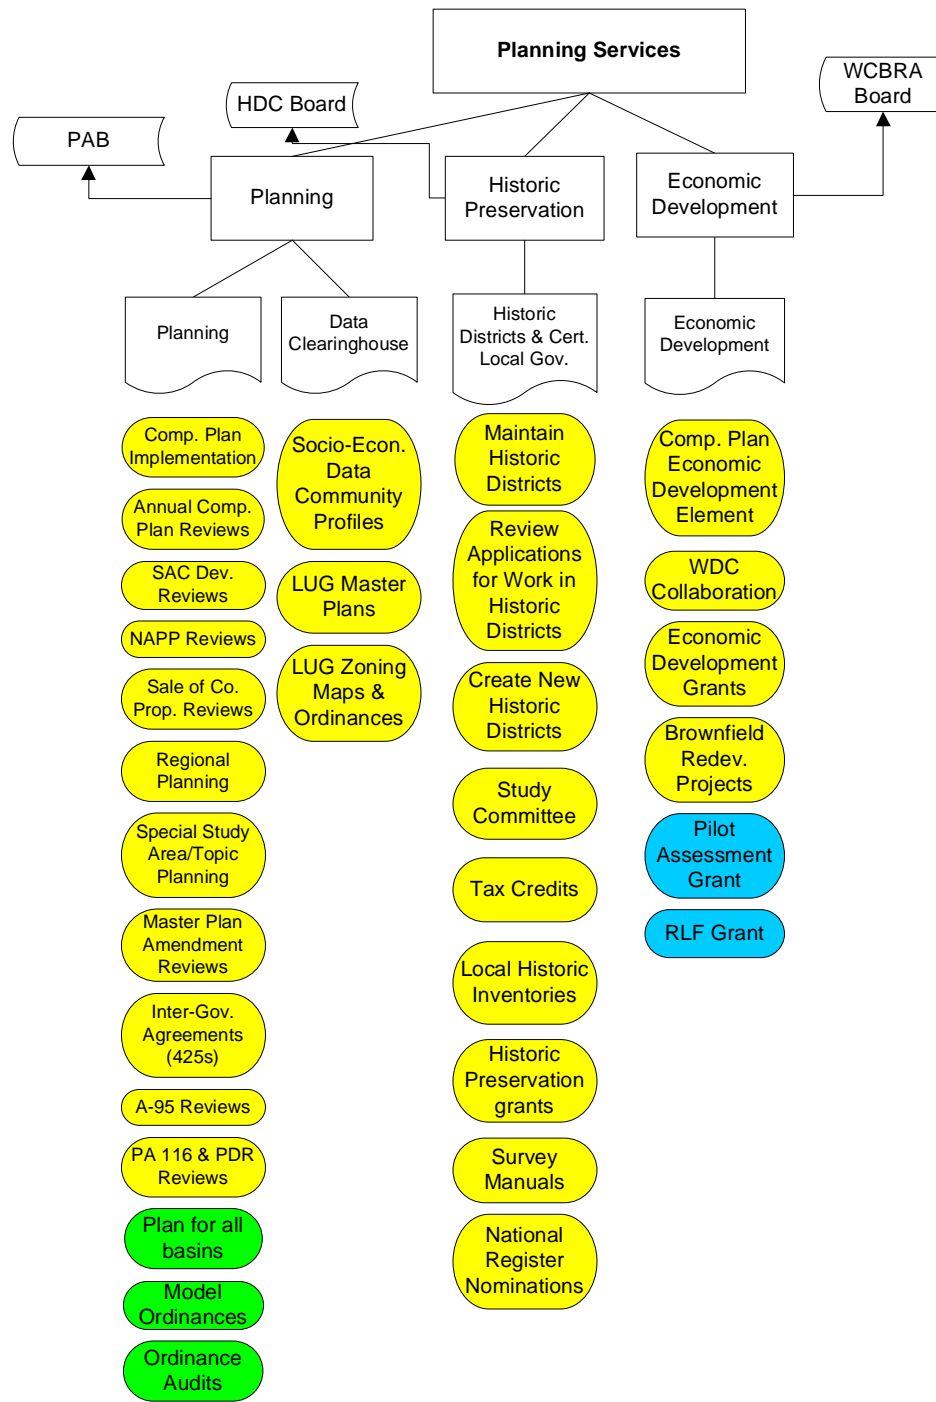 Planning Services
WCBRA
Board
HDC Board
PAB
Planning
Historic
Preservation
Economic
Development
Planning
Data
Clearinghouse
Historic
Districts & Cert.
Local Gov.
Economic
Development
Comp. Plan
Implementation
Annual Comp.
Plan Reviews
SAC Dev.
Reviews
NAPP Reviews
Sale of Co.
Prop. Reviews
Regional
Planning
Special Study
Area/Topic
Planning
Master Plan
Amendment
Reviews
Inter-Gov.
Agreements
(425s)
A-95 Reviews
PA 116 & PDR
Reviews
Plan for all
basins
Model
Ordinances
Ordinance
Audits
Socio-Econ.
Data
Community
Profiles
LUG Master
Plans
LUG Zoning
Maps &
Ordinances
Maintain
Historic
Districts
Review
Applications
for Work in
Historic
Districts
Create New
Historic
Districts
Study
Committee
Tax Credits
Local Historic
Inventories
Historic
Preservation
grants
Survey
Manuals
National
Register
Nominations
Comp. Plan
Economic
Development
Element
WDC
Collaboration
Economic
Development
Grants
Brownfield
Redev.
Projects
Pilot
Assessment
Grant
RLF Grant